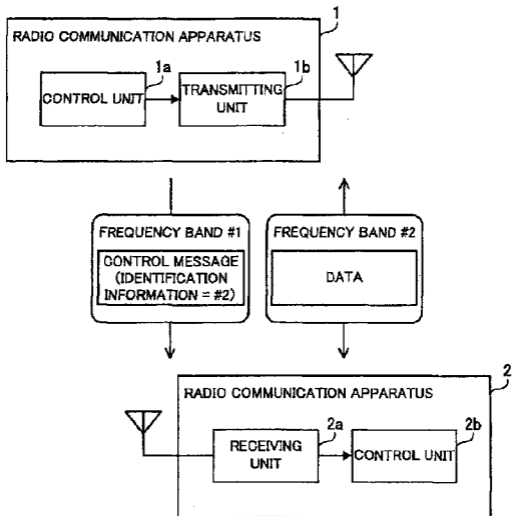 1
RADIO COMMUNICATION APPARATUS
1a
1b
CONTROL UNIT
TRANSMITTING
UNIT
FREQUENCY BAND #1
CONTROL MESSAGE
(IDENTIFICATION
INFORMATION = #2)
FREQUENCY BAND #2
DATA
2
RADIO COMMUNICATION APPARATUS
2a
2b
RECEIVING
UNIT
CONTROL UNIT